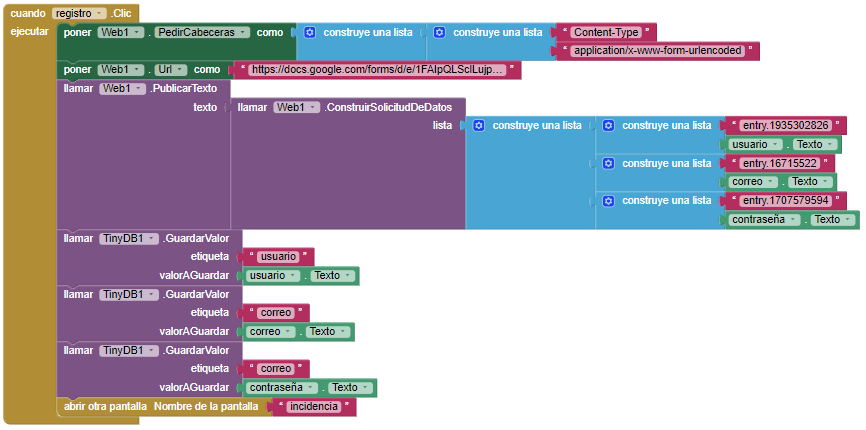 cuando registro .Clic
ejecutar poner Web1 . PedirCabeceras como construye una lista construye una lista “ Content-Type ”
“ application/x-www-form-urlencoded ”
poner Web1 . Url como “ https://docs.google.com/forms/d/e/1FAIpQLSclLujp... ”
llamar Web1 .PublicarTexto
texto llamar Web1 .ConstruirSolicitudDeDatos
lista construye una lista construye una lista “ entry.1935302826 ”
usuario . Texto
construye una lista “ entry.16715522 ”
correo . Texto
construye una lista “ entry.1707579594 ”
contraseña . Texto
llamar TinyDB1 .GuardarValor
etiqueta “ usuario ”
valorAGuardar usuario . Texto
llamar TinyDB1 .GuardarValor
etiqueta “ correo ”
valorAGuardar correo . Texto
llamar TinyDB1 .GuardarValor
etiqueta “ correo ”
valorAGuardar contraseña . Texto
abrir otra pantalla Nombre de la pantalla “ incidencia ”